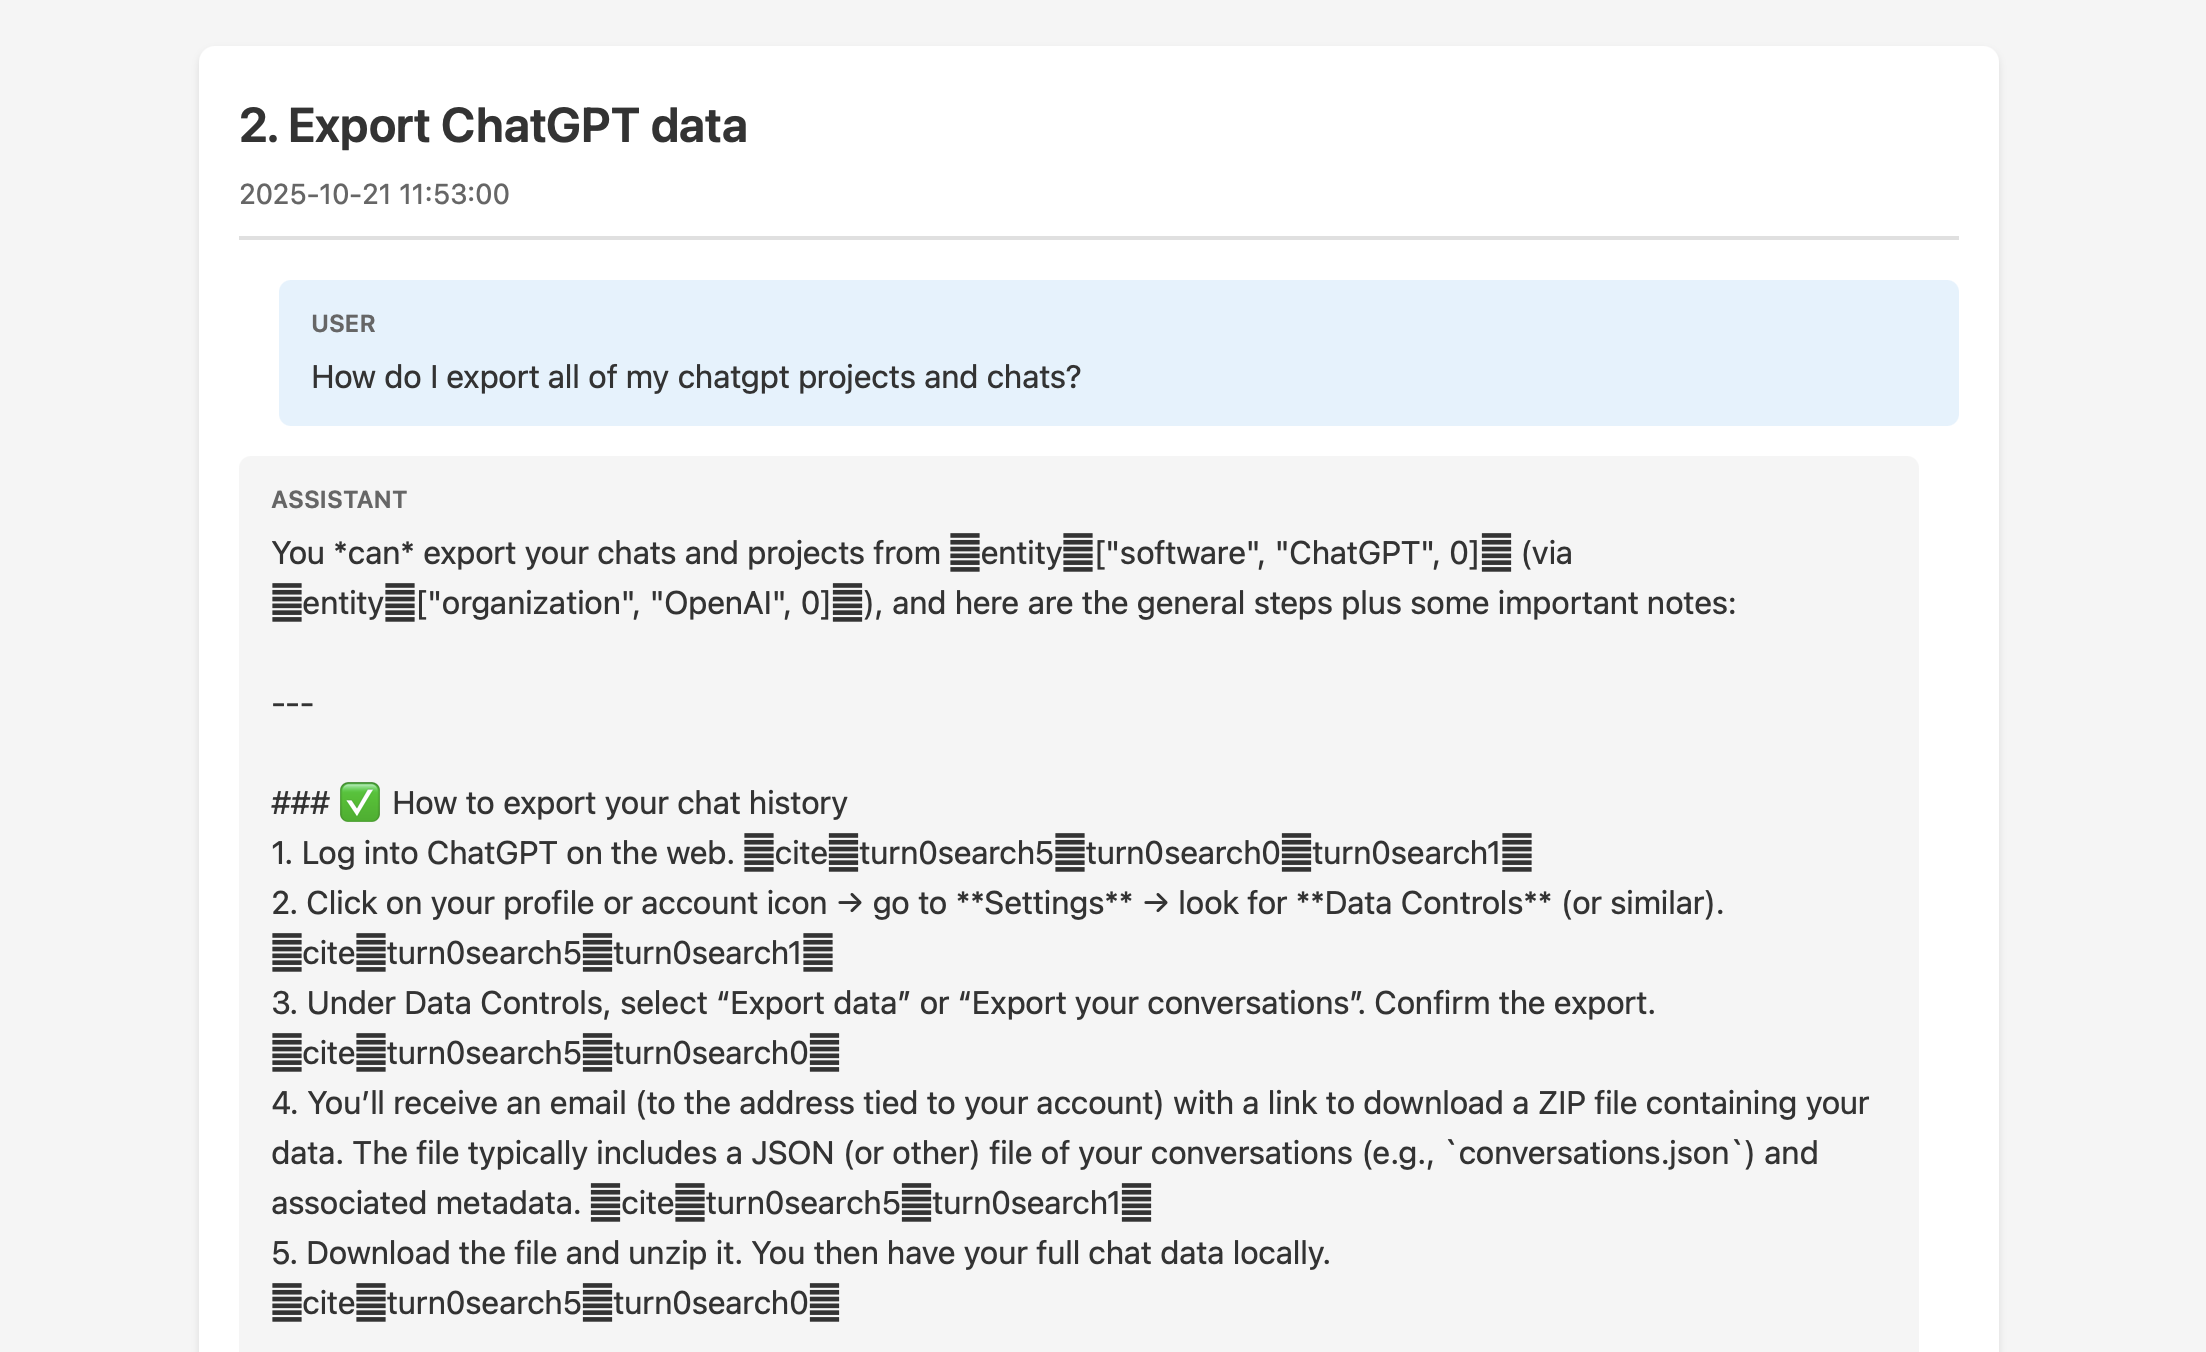 2. Export ChatGPT data
2025-10-21 11:53:00
USER
How do I export all of my chatgpt projects and chats?
ASSISTANT
You *can* export your chats and projects from entity["software", "ChatGPT", 0] (via
entity["organization", "OpenAI", 0]), and here are the general steps plus some important notes:
---
### ✅ How to export your chat history
1. Log into ChatGPT on the web. citeturn0search5turn0search0turn0search1
2. Click on your profile or account icon → go to **Settings** → look for **Data Controls** (or similar).
citeturn0search5turn0search1
3. Under Data Controls, select “Export data” or “Export your conversations”. Confirm the export.
citeturn0search5turn0search0
4. You’ll receive an email (to the address tied to your account) with a link to download a ZIP file containing your
data. The file typically includes a JSON (or other) file of your conversations (e.g., `conversations.json`) and
associated metadata. citeturn0search5turn0search1
5. Download the file and unzip it. You then have your full chat data locally.
citeturn0search5turn0search0